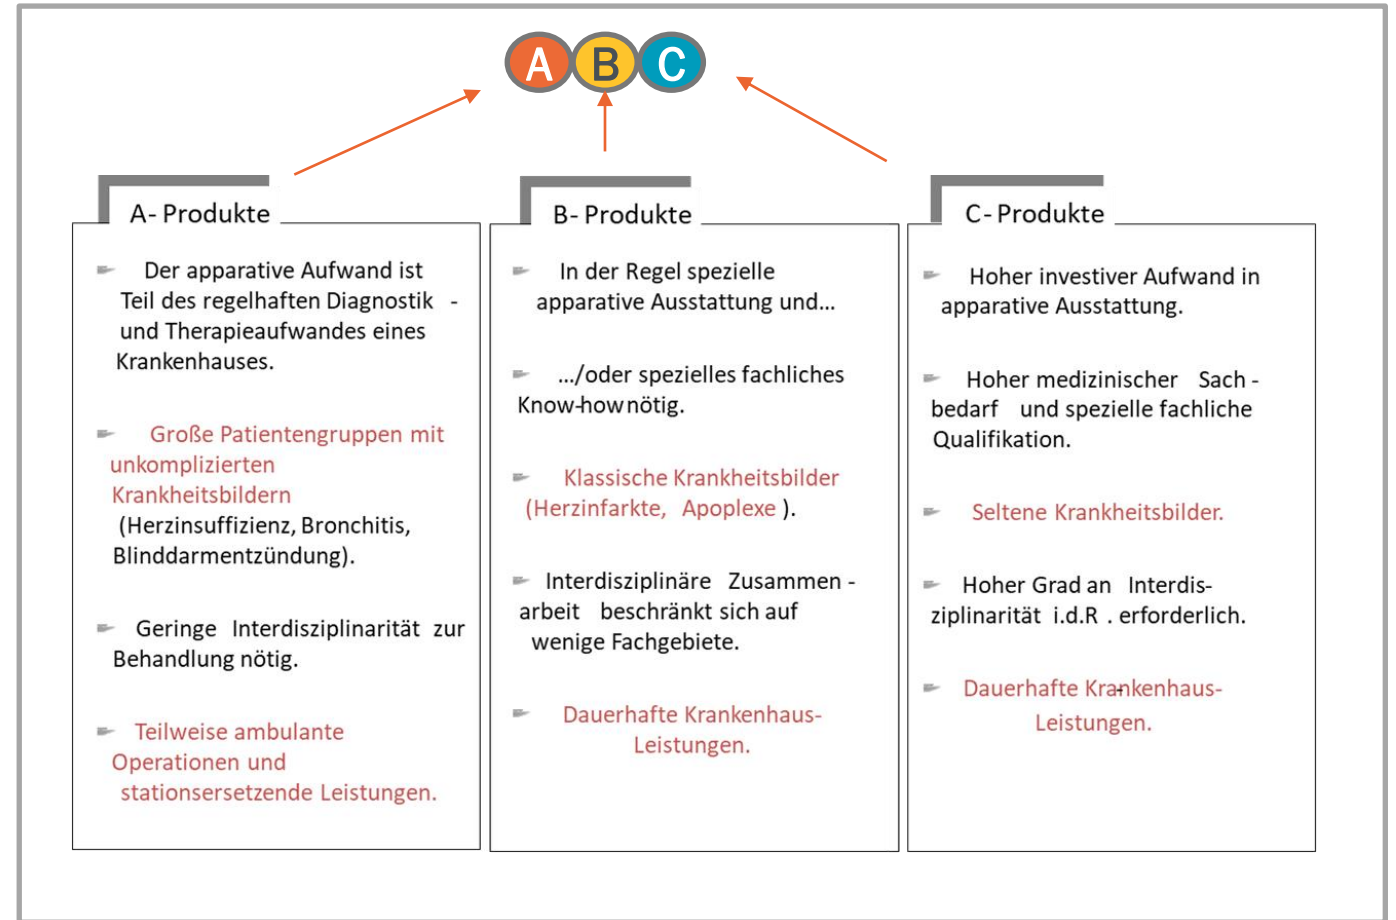 A B C
A- Produkte
Der apparative Aufwand ist
Teil des regelhaften Diagnostik -
und Therapieaufwandes eines
Krankenhauses.
Große Patientengruppen mit
unkomplizierten
Krankheitsbildern
(Herzinsuffizienz, Bronchitis,
Blinddarmentzündung).
Geringe Interdisziplinarität zur
Behandlung nötig.
Teilweise ambulante
Operationen und
stationsersetzende Leistungen.
B- Produkte
In der Regel spezielle
apparative Ausstattung und...
.../oder spezielles fachliches
Know-how nötig.
Klassische Krankheitsbilder
(Herzinfarkte, Apoplexe ).
Interdisziplinäre Zusammen -
arbeit beschränkt sich auf
wenige Fachgebiete.
Dauerhafte Krankenhaus-
Leistungen.
C- Produkte
Hoher investiver Aufwand in
apparative Ausstattung.
Hoher medizinischer Sach -
bedarf und spezielle fachliche
Qualifikation.
Seltene Krankheitsbilder.
Hoher Grad an Interdis-
ziplinarität i.d.R . erforderlich.
Dauerhafte Krankenhaus-
Leistungen.